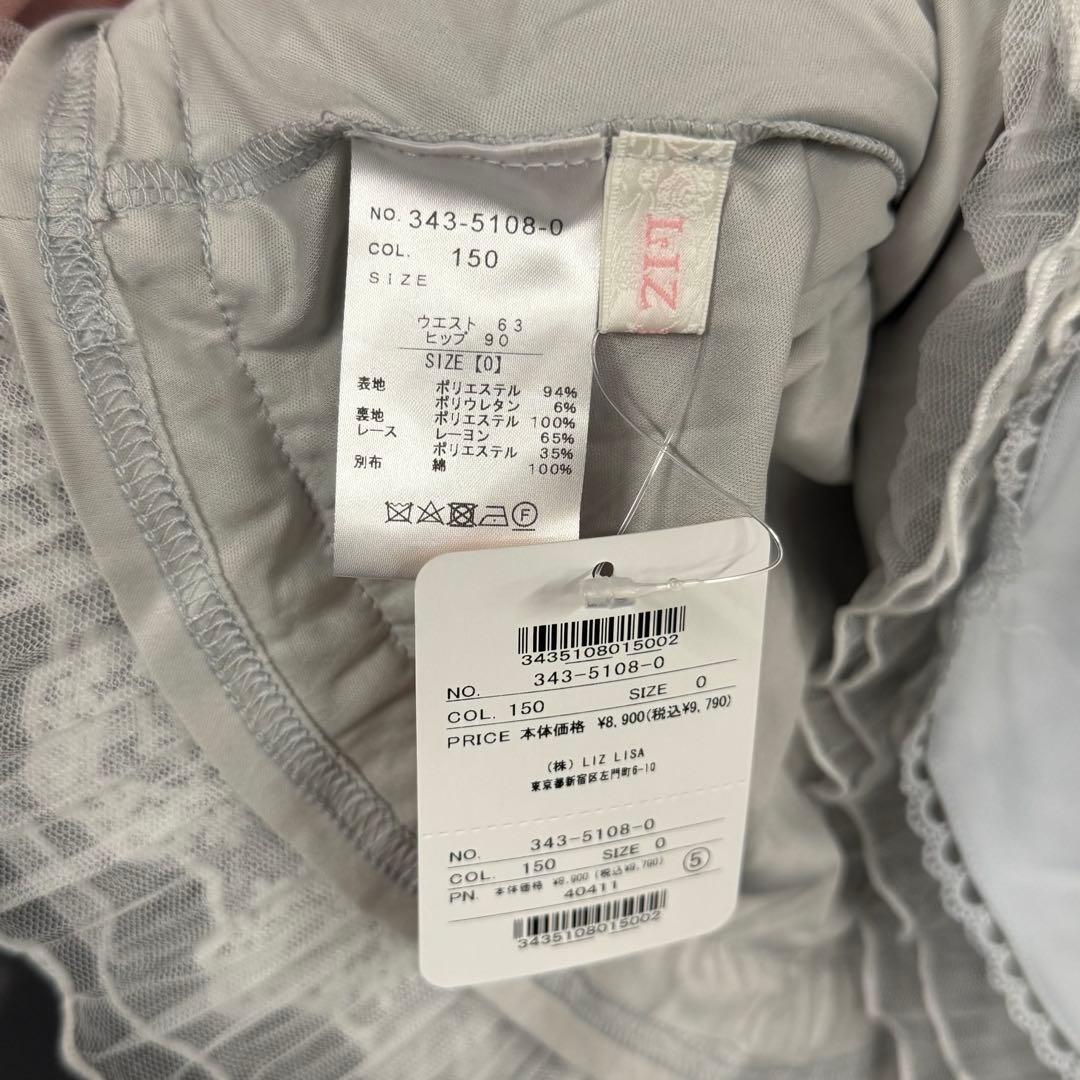 NO. 343-5108-0
COL. 150
SIZE
ウエスト 63
ヒップ 90
SIZE【0】
表地 ポリエステル 94%
ポリウレタン 6%
裏地 ポリエステル 100%
レース レーヨン 65%
ポリエステル 35%
別布 綿 100%
F
LIZ
3435108015002
NO. 343-5108-0
COL. 150 SIZE 0
PRICE 本体価格 ¥8,900(税込¥9,790)
(株) LIZ LISA
東京都新宿区左門町6-10
NO. 343-5108-0
COL. 150 SIZE 0
PN. 本体価格 ¥8,900(税込¥9,790) ⑤
40411
3435108015002